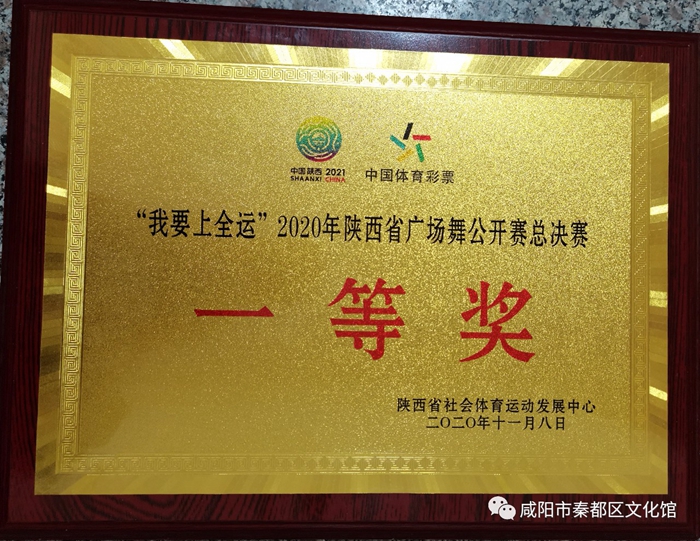 中国陕西 2021
SHAANXI CHINA
中国体育彩票
“我要上全运”2020年陕西省广场舞公开赛总决赛
一等奖
陕西省社会体育运动发展中心
二〇二〇年十一月八日
咸阳市秦都区文化馆